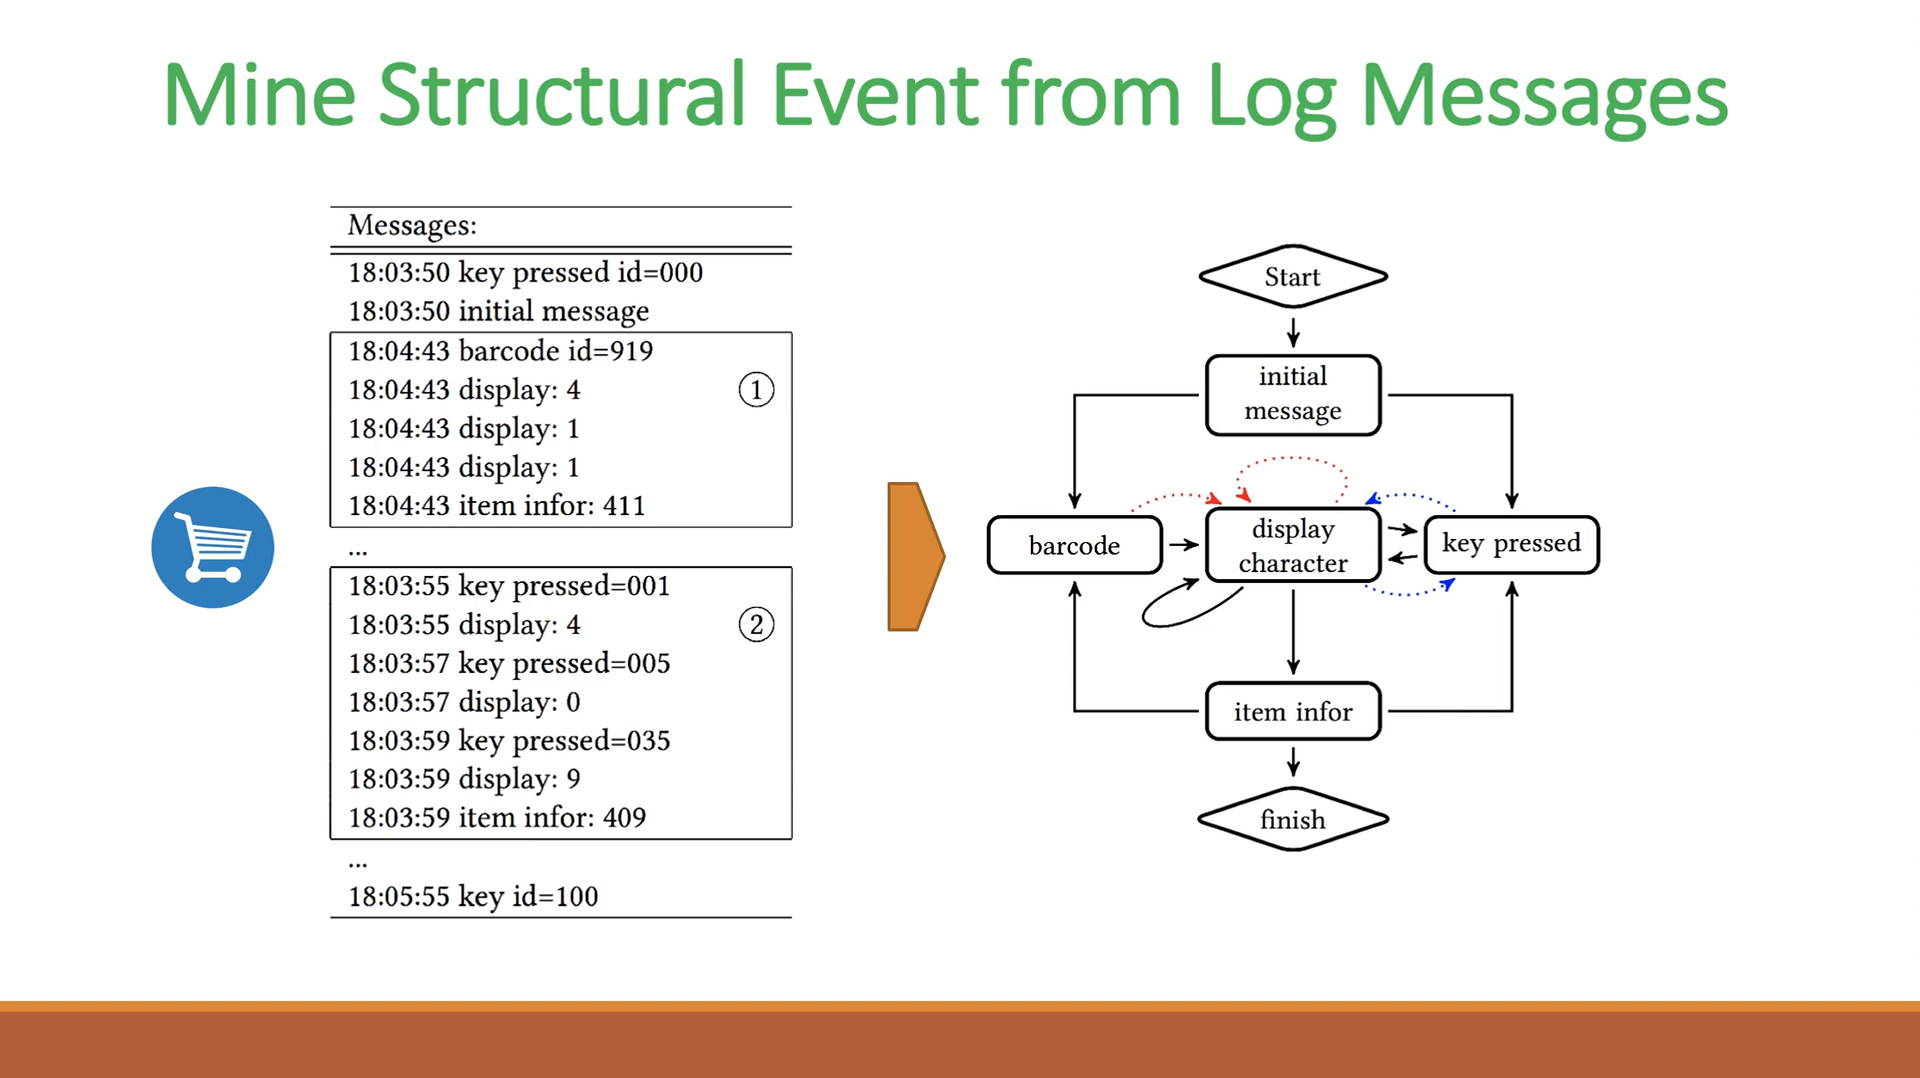 Mine Structural Event from Log Messages
Messages:
18:03:50 key pressed id=000
18:03:50 initial message
18:04:43 barcode id=919
18:04:43 display: 4
①
18:04:43 display: 1
18:04:43 display: 1
18:04:43 item infor: 411
...
18:03:55 key pressed=001
18:03:55 display: 4
②
18:03:57 key pressed=005
18:03:57 display: 0
18:03:59 key pressed=035
18:03:59 display: 9
18:03:59 item infor: 409
...
18:05:55 key id=100
Start
initial
message
barcode
display
character
key pressed
item infor
finish